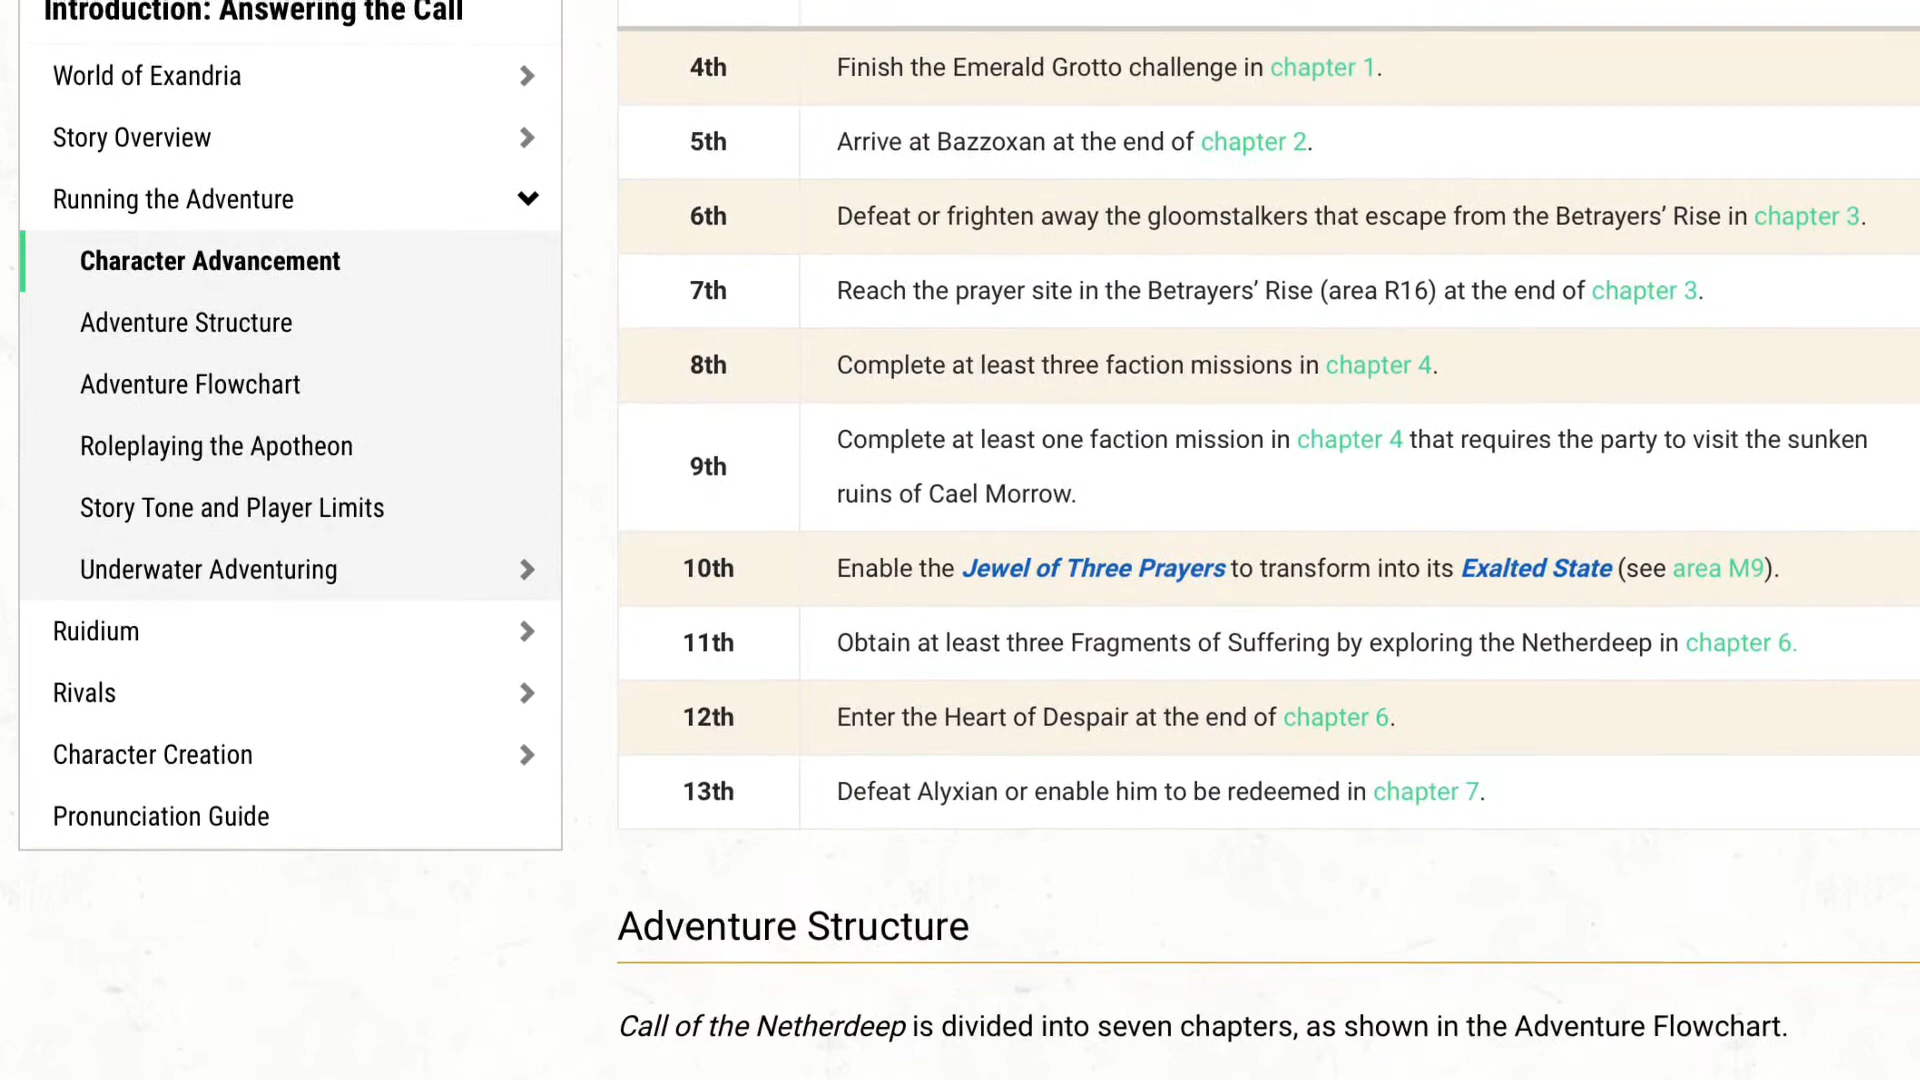 Introduction: Answering the Call
World of Exandria
Story Overview
Running the Adventure
Character Advancement
Adventure Structure
Adventure Flowchart
Roleplaying the Apotheon
Story Tone and Player Limits
Underwater Adventuring
Ruidium
Rivals
Character Creation
Pronunciation Guide
4th Finish the Emerald Grotto challenge in chapter 1.
5th Arrive at Bazzoxan at the end of chapter 2.
6th Defeat or frighten away the gloomstalkers that escape from the Betrayers’ Rise in chapter 3.
7th Reach the prayer site in the Betrayers’ Rise (area R16) at the end of chapter 3.
8th Complete at least three faction missions in chapter 4.
9th Complete at least one faction mission in chapter 4 that requires the party to visit the sunken
ruins of Cael Morrow.
10th Enable the Jewel of Three Prayers to transform into its Exalted State (see area M9).
11th Obtain at least three Fragments of Suffering by exploring the Netherdeep in chapter 6.
12th Enter the Heart of Despair at the end of chapter 6.
13th Defeat Alyxian or enable him to be redeemed in chapter 7.
Adventure Structure
Call of the Netherdeep is divided into seven chapters, as shown in the Adventure Flowchart.